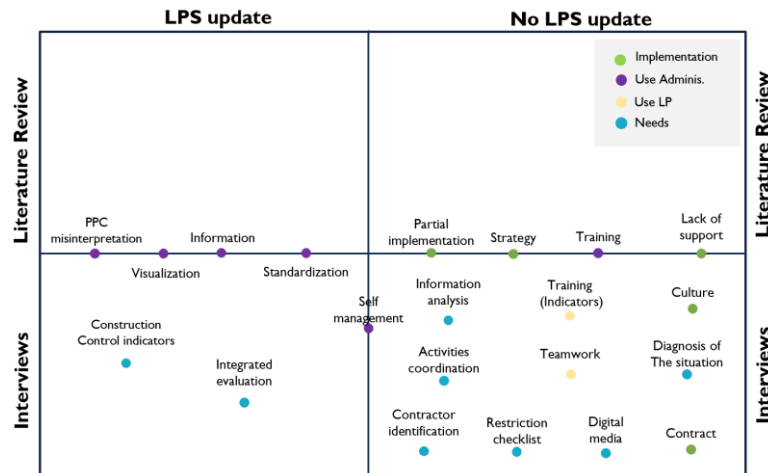 LPS update
No LPS update
Literature Review
Literature Review
Implementation
Use Adminis.
Use LP
Needs
PPC
misinterpretation
Visualization
Information
Standardization
Partial
implementation
Strategy
Training
Lack of
support
Interviews
Interviews
Self
management
Construction
Control indicators
Integrated
evaluation
Information
analysis
Training
(Indicators)
Culture
Activities
coordination
Teamwork
Diagnosis of
The situation
Contractor
identification
Restriction
checklist
Digital
media
Contract